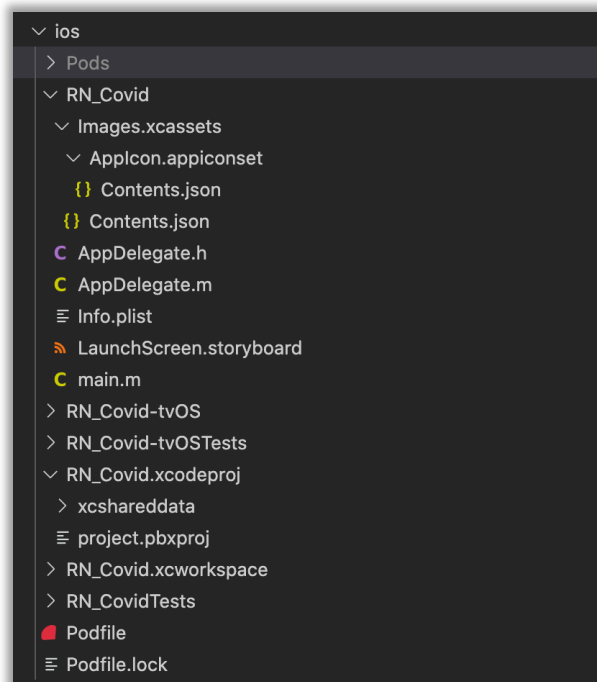 ios
Pods
RN_Covid
Images.xcassets
AppIcon.appiconset
{} Contents.json
{} Contents.json
C AppDelegate.h
C AppDelegate.m
Info.plist
LaunchScreen.storyboard
C main.m
RN_Covid-tvOS
RN_Covid-tvOSTests
RN_Covid.xcodeproj
xcshareddata
project.pbxproj
RN_Covid.xcworkspace
RN_CovidTests
Podfile
Podfile.lock